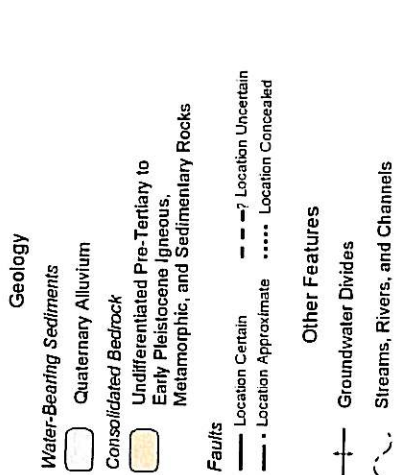 Geology
Water-Bearing Sediments
Quaternary Alluvium
Consolidated Bedrock
Undifferentiated Pre-Tertiary to
Early Pleistocene Igneous,
Metamorphic, and Sedimentary Rocks
Faults
Location Certain
Location Approximate
? Location Uncertain
Location Concealed
Other Features
Groundwater Divides
Streams, Rivers, and Channels